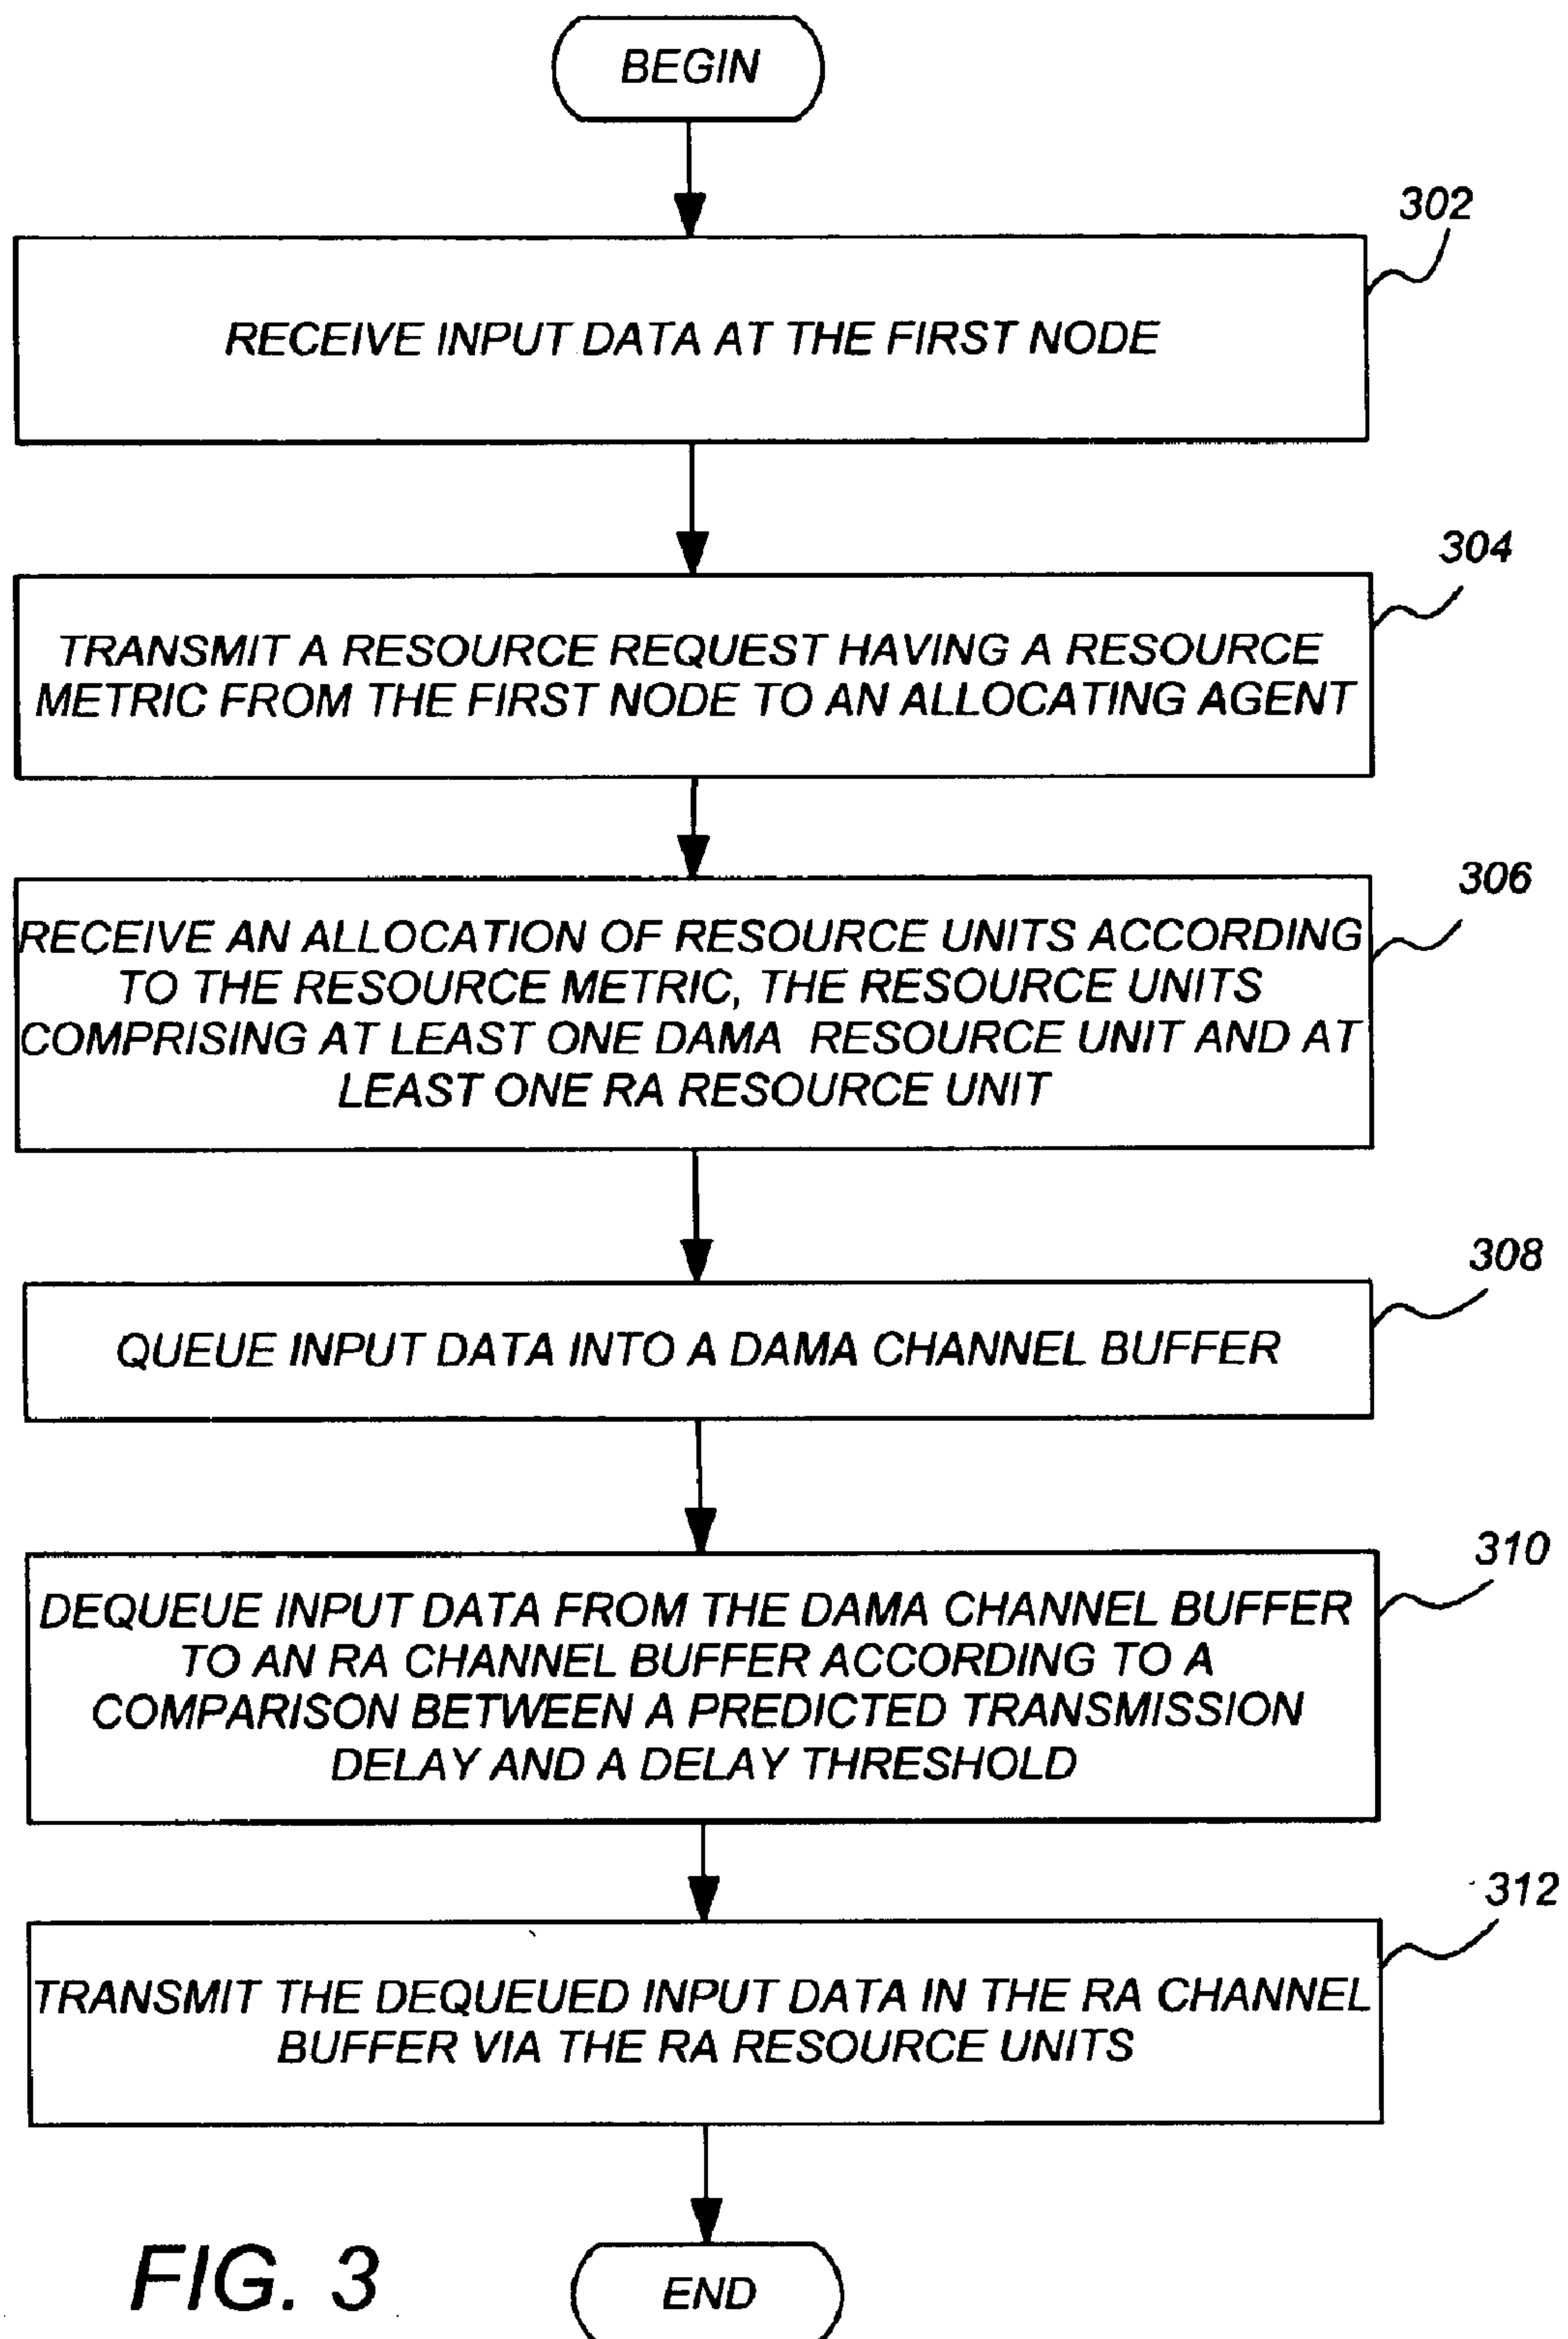 BEGIN
302
RECEIVE INPUT DATA AT THE FIRST NODE
304
TRANSMIT A RESOURCE REQUEST HAVING A RESOURCE
METRIC FROM THE FIRST NODE TO AN ALLOCATING AGENT
306
RECEIVE AN ALLOCATION OF RESOURCE UNITS ACCORDING
TO THE RESOURCE METRIC, THE RESOURCE UNITS
COMPRISING AT LEAST ONE DAMA RESOURCE UNIT AND AT
LEAST ONE RA RESOURCE UNIT
308
QUEUE INPUT DATA INTO A DAMA CHANNEL BUFFER
310
DEQUEUE INPUT DATA FROM THE DAMA CHANNEL BUFFER
TO AN RA CHANNEL BUFFER ACCORDING TO A
COMPARISON BETWEEN A PREDICTED TRANSMISSION
DELAY AND A DELAY THRESHOLD
312
TRANSMIT THE DEQUEUED INPUT DATA IN THE RA CHANNEL
BUFFER VIA THE RA RESOURCE UNITS
FIG. 3
END